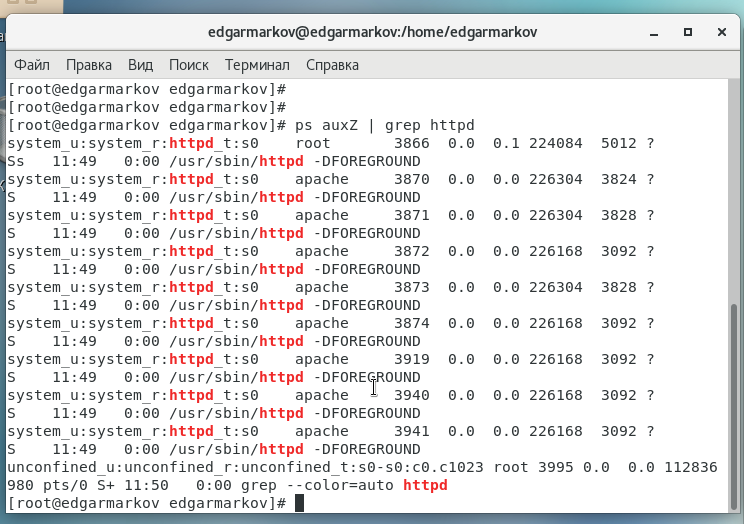 edgarmarkov@edgarmarkov:/home/edgarmarkov
Файл Правка Вид Поиск Терминал Справка
[root@edgarmarkov edgarmarkov]#
[root@edgarmarkov edgarmarkov]#
[root@edgarmarkov edgarmarkov]# ps auxZ | grep httpd
system_u:system_r:httpd_t:s0    root       3866  0.0  0.1 224084  5012 ?
Ss   11:49   0:00 /usr/sbin/httpd -DFOREGROUND
system_u:system_r:httpd_t:s0    apache     3870  0.0  0.0 226304  3824 ?
S    11:49   0:00 /usr/sbin/httpd -DFOREGROUND
system_u:system_r:httpd_t:s0    apache     3871  0.0  0.0 226304  3828 ?
S    11:49   0:00 /usr/sbin/httpd -DFOREGROUND
system_u:system_r:httpd_t:s0    apache     3872  0.0  0.0 226168  3092 ?
S    11:49   0:00 /usr/sbin/httpd -DFOREGROUND
system_u:system_r:httpd_t:s0    apache     3873  0.0  0.0 226304  3828 ?
S    11:49   0:00 /usr/sbin/httpd -DFOREGROUND
system_u:system_r:httpd_t:s0    apache     3874  0.0  0.0 226168  3092 ?
S    11:49   0:00 /usr/sbin/httpd -DFOREGROUND
system_u:system_r:httpd_t:s0    apache     3919  0.0  0.0 226168  3092 ?
S    11:49   0:00 /usr/sbin/httpd -DFOREGROUND
system_u:system_r:httpd_t:s0    apache     3940  0.0  0.0 226168  3092 ?
S    11:49   0:00 /usr/sbin/httpd -DFOREGROUND
system_u:system_r:httpd_t:s0    apache     3941  0.0  0.0 226168  3092 ?
S    11:49   0:00 /usr/sbin/httpd -DFOREGROUND
unconfined_u:unconfined_r:unconfined_t:s0-s0:c0.c1023 root 3995 0.0  0.0 112836
980 pts/0 S+ 11:50   0:00 grep --color=auto httpd
[root@edgarmarkov edgarmarkov]#